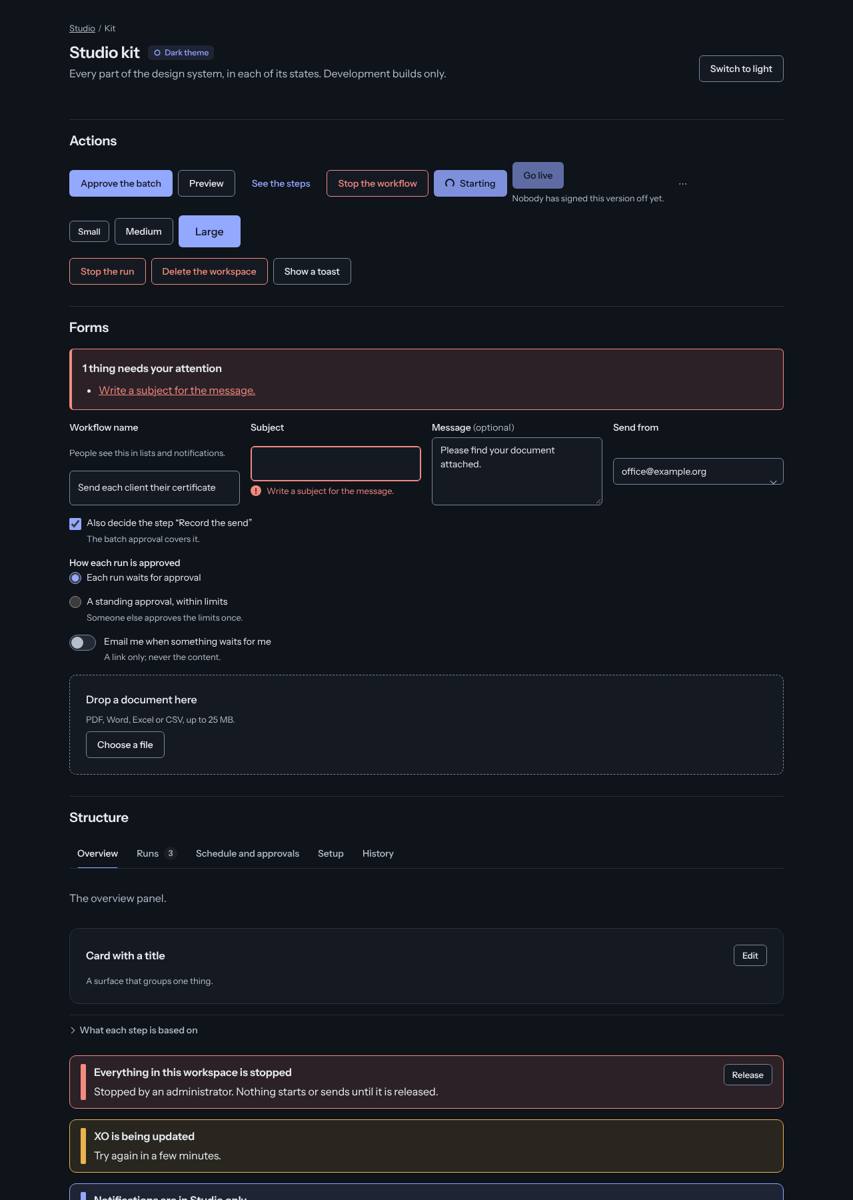 Studio / Kit
Studio kit
Dark theme
Every part of the design system, in each of its states. Development builds only.
Switch to light
Actions
Approve the batch
Preview
See the steps
Stop the workflow
Starting
Go live
Nobody has signed this version off yet.
...
Small
Medium
Large
Stop the run
Delete the workspace
Show a toast
Forms
1 thing needs your attention
• Write a subject for the message.
Workflow name
People see this in lists and notifications.
Send each client their certificate
Subject
! Write a subject for the message.
Message (optional)
Please find your document
attached.
Send from
office@example.org
Also decide the step “Record the send”
The batch approval covers it.
How each run is approved
Each run waits for approval
A standing approval, within limits
Someone else approves the limits once.
Email me when something waits for me
A link only; never the content.
Drop a document here
PDF, Word, Excel or CSV, up to 25 MB.
Choose a file
Structure
Overview
Runs 3
Schedule and approvals
Setup
History
The overview panel.
Card with a title
Edit
A surface that groups one thing.
What each step is based on
Everything in this workspace is stopped
Stopped by an administrator. Nothing starts or sends until it is released.
Release
XO is being updated
Try again in a few minutes.
Notifications are in Studio only